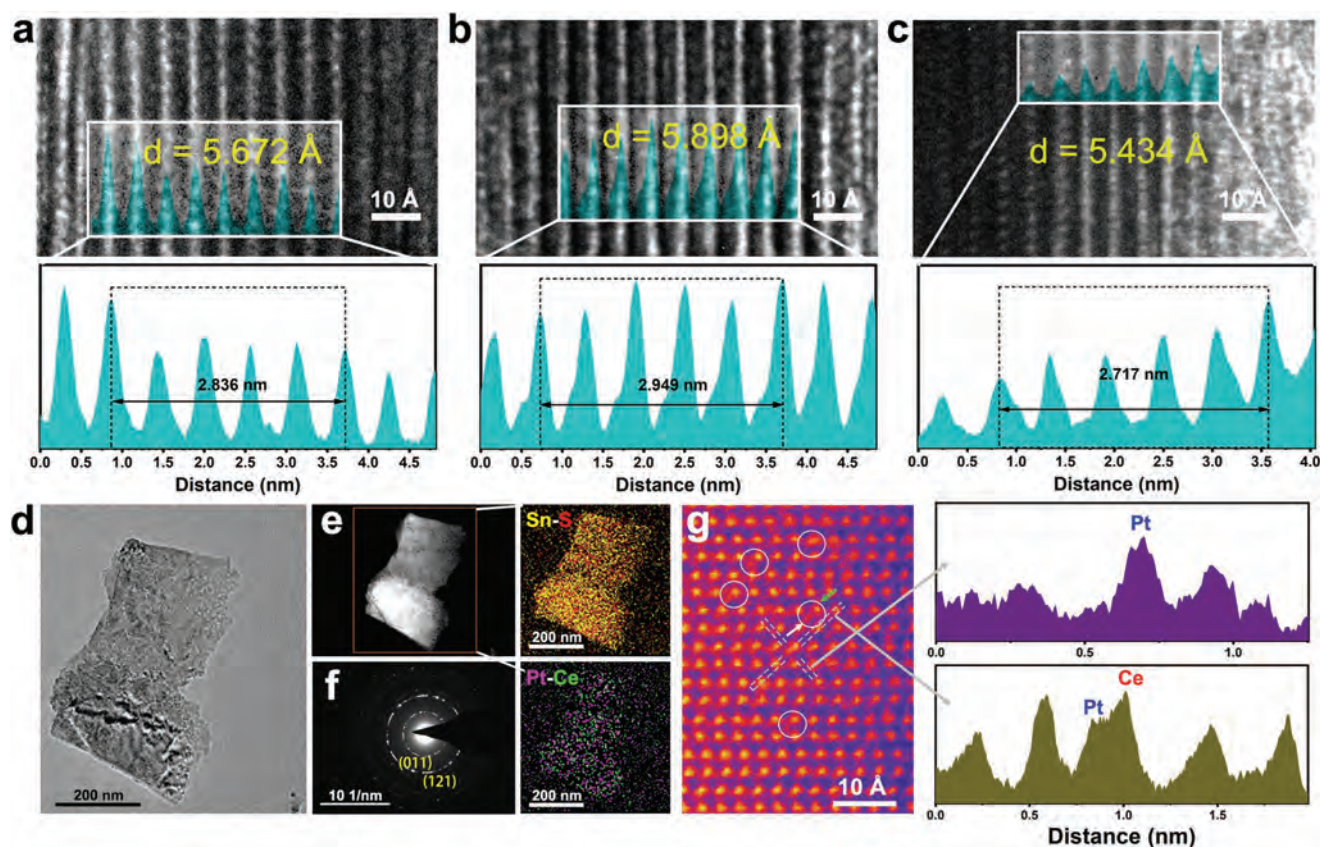 a
d = 5.672 Å
10 Å
b
d = 5.898 Å
10 Å
c
d = 5.434 Å
10 Å
2.836 nm
0.0 0.5 1.0 1.5 2.0 2.5 3.0 3.5 4.0 4.5
Distance (nm)
2.949 nm
0.0 0.5 1.0 1.5 2.0 2.5 3.0 3.5 4.0 4.5
Distance (nm)
2.717 nm
0.0 0.5 1.0 1.5 2.0 2.5 3.0 3.5 4.0
Distance (nm)
d
200 nm
e
Sn-S
200 nm
f
(011)
(1̅21)
10 1/nm
Pt-Ce
200 nm
g
10 Å
Pt
0.0 0.5 1.0
Ce
Pt
0.0 0.5 1.0 1.5
Distance (nm)